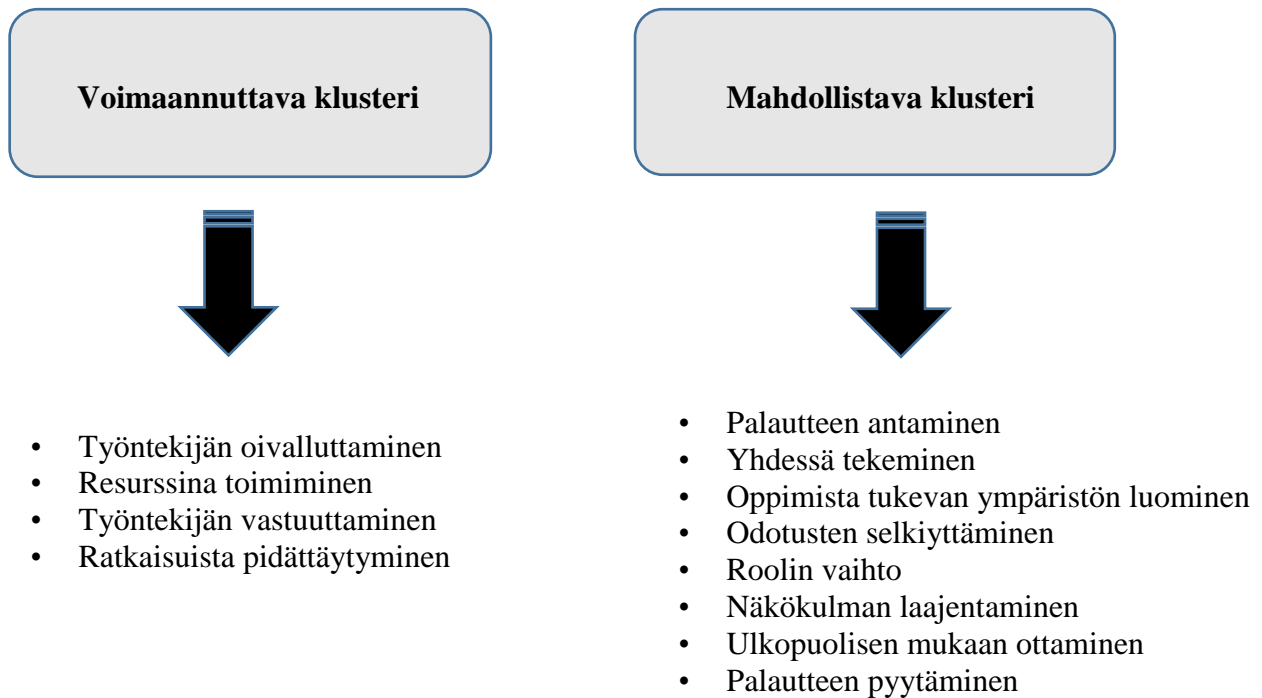 Voimaannuttava klusteri
Mahdollistava klusteri
• Työntekijän oivalluttaminen
• Resurssina toimiminen
• Työntekijän vastuuttaminen
• Ratkaisuista pidättäytyminen
• Palautteen antaminen
• Yhdessä tekeminen
• Oppimista tukevan ympäristön luominen
• Odotusten selkiyttäminen
• Roolin vaihto
• Näkökulman laajentaminen
• Ulkopuolisen mukaan ottaminen
• Palautteen pyytäminen